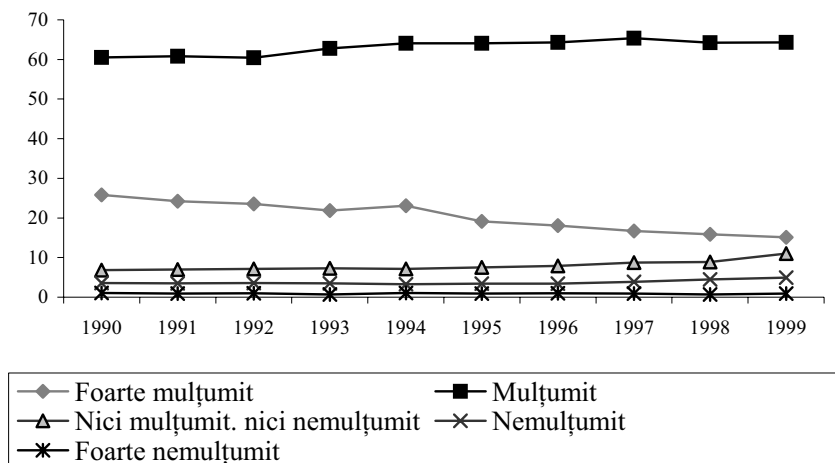 70
60
50
40
30
20
10
0
1990 1991 1992 1993 1994 1995 1996 1997 1998 1999
Foarte mulțumit Mulțumit
Nici mulțumit. nici nemulțumit Nemulțumit
Foarte nemulțumit